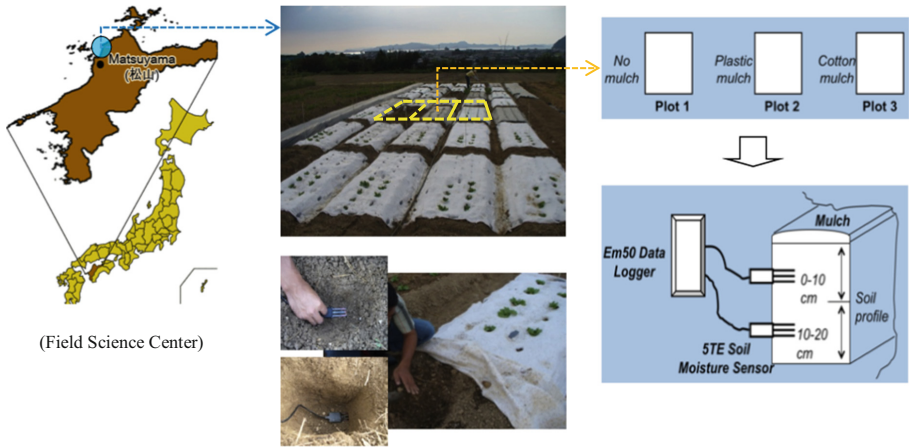 Matsuyama
(松山)
(Field Science Center)
No
mulch
Plot 1
Plastic
mulch
Plot 2
Cotton
mulch
Plot 3
Mulch
Em50 Data
Logger
0-10
cm
Soil
profile
10-20
cm
5TE Soil
Moisture Sensor